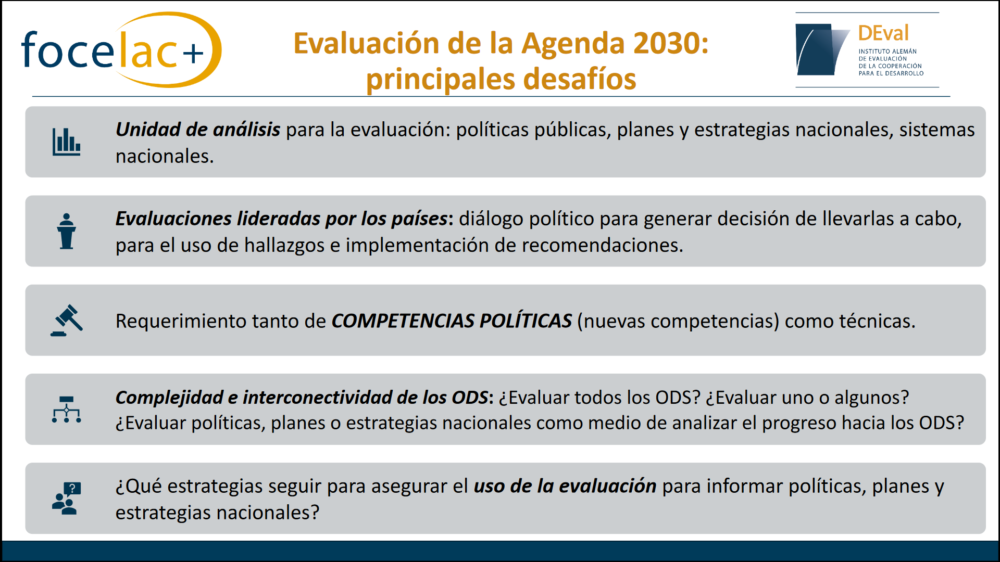 focelac+
Evaluación de la Agenda 2030:
principales desafíos
DEval
INSTITUTO ALEMÁN
DE EVALUACIÓN
DE LA COOPERACIÓN
PARA EL DESARROLLO
Unidad de análisis para la evaluación: políticas públicas, planes y estrategias nacionales, sistemas
nacionales.
Evaluaciones lideradas por los países: diálogo político para generar decisión de llevarlas a cabo,
para el uso de hallazgos e implementación de recomendaciones.
Requerimiento tanto de COMPETENCIAS POLÍTICAS (nuevas competencias) como técnicas.
Complejidad e interconectividad de los ODS: ¿Evaluar todos los ODS? ¿Evaluar uno o algunos?
¿Evaluar políticas, planes o estrategias nacionales como medio de analizar el progreso hacia los ODS?
?
¿Qué estrategias seguir para asegurar el uso de la evaluación para informar políticas, planes y
estrategias nacionales?